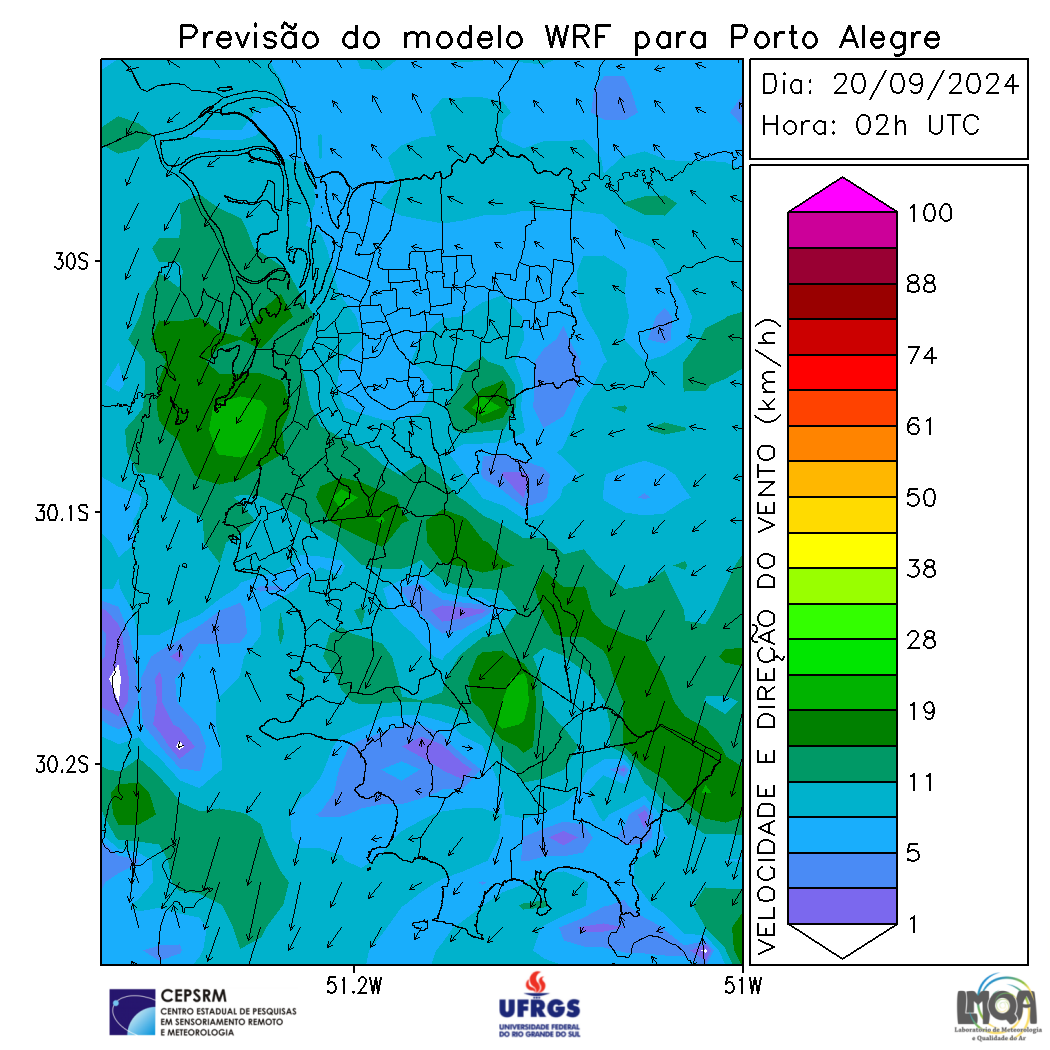 Previsão do modelo WRF para Porto Alegre
Dia: 20/09/2024
Hora: 02h UTC
30S
30.1S
30.2S
51.2W
51W
VELOCIDADE E DIREÇÃO DO VENTO (km/h)
100
88
74
61
50
38
28
19
11
5
1
CEPSRM
CENTRO ESTADUAL DE PESQUISAS
EM SENSORIAMENTO REMOTO
E METEOROLOGIA
UFRGS
UNIVERSIDADE FEDERAL
DO RIO GRANDE DO SUL
LMQA
Laboratório de Meteorologia
e Qualidade do Ar